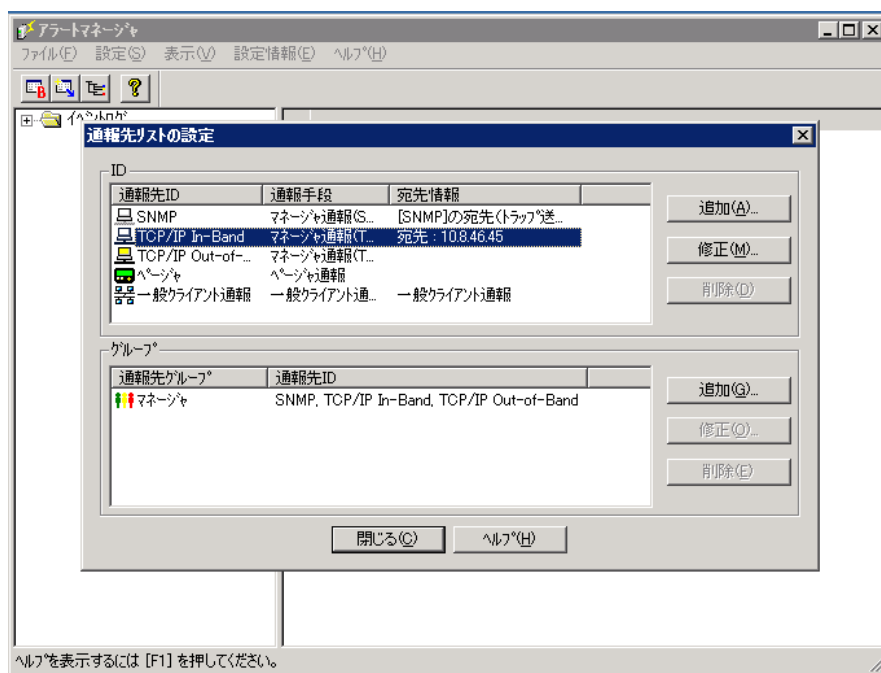 アラートマネージャ
ファイル(F) 設定(S) 表示(V) 設定情報(E) ヘルプ(H)
イベントログ
通報先リストの設定
ID
通報先ID 通報手段 宛先情報
SNMP マネージャ通報(S... [SNMP]の宛先(トラップ送...
TCP/IP In-Band マネージャ通報(T... 宛先 : 10.8.46.45
TCP/IP Out-of-... マネージャ通報(T...
ページャ ページャ通報
一般クライアント通報 一般クライアント通... 一般クライアント通報
追加(A)...
修正(M)...
削除(D)
グループ
通報先グループ 通報先ID
マネージャ SNMP, TCP/IP In-Band, TCP/IP Out-of-Band
追加(G)...
修正(O)...
削除(E)
閉じる(C) ヘルプ(H)
ヘルプを表示するには [F1] を押してください。